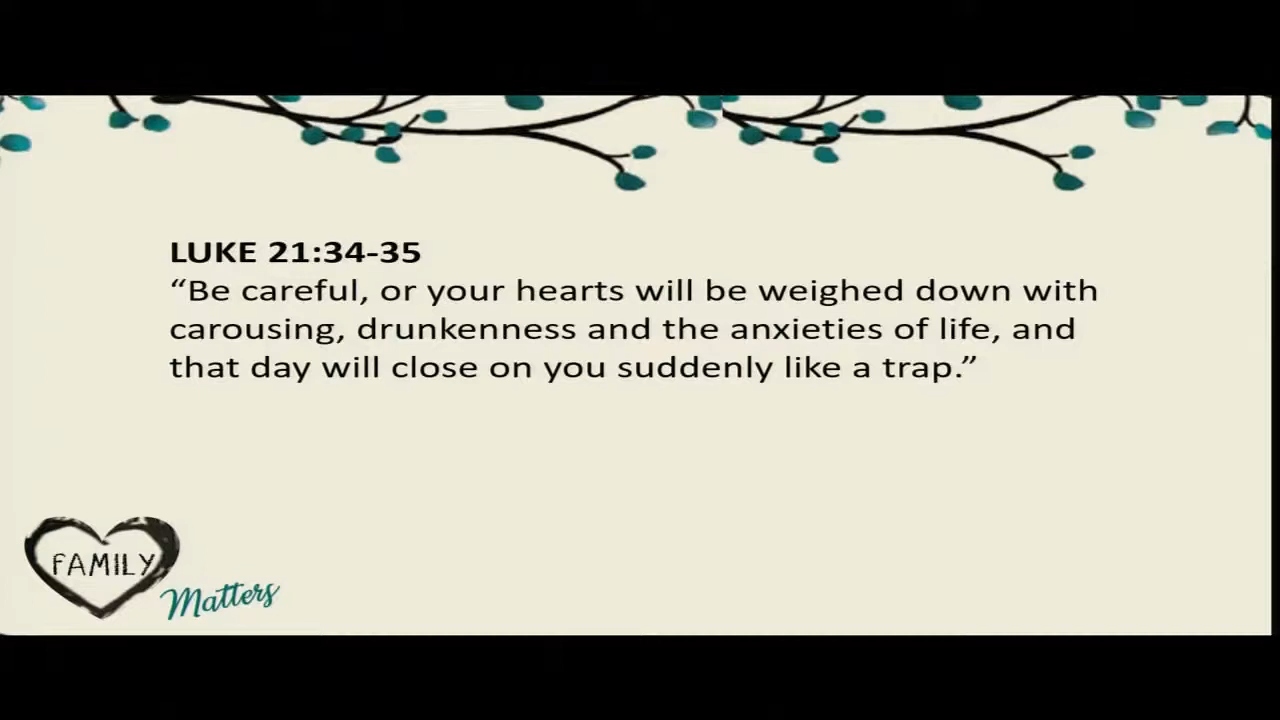 LUKE 21:34-35
“Be careful, or your hearts will be weighed down with
carousing, drunkenness and the anxieties of life, and
that day will close on you suddenly like a trap.”
FAMILY
Matters